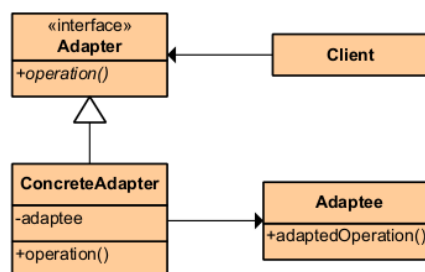 «interface»
Adapter
+operation()
Client
ConcreteAdapter
-adaptee
+operation()
Adaptee
+adaptedOperation()